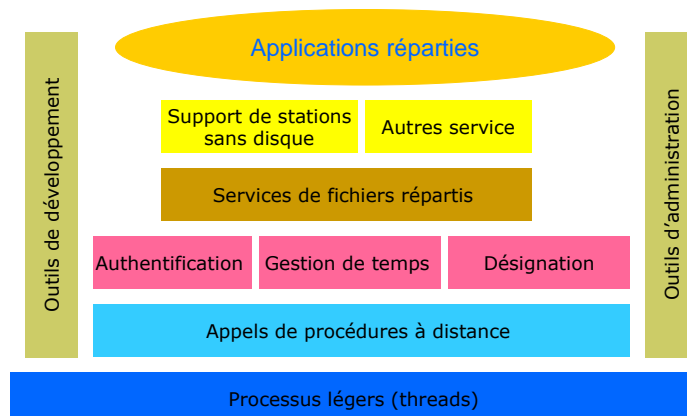 Applications réparties
Outils de développement
Support de stations
sans disque
Autres service
Outils d'administration
Services de fichiers répartis
Authentification
Gestion de temps
Désignation
Appels de procédures à distance
Processus légers (threads)